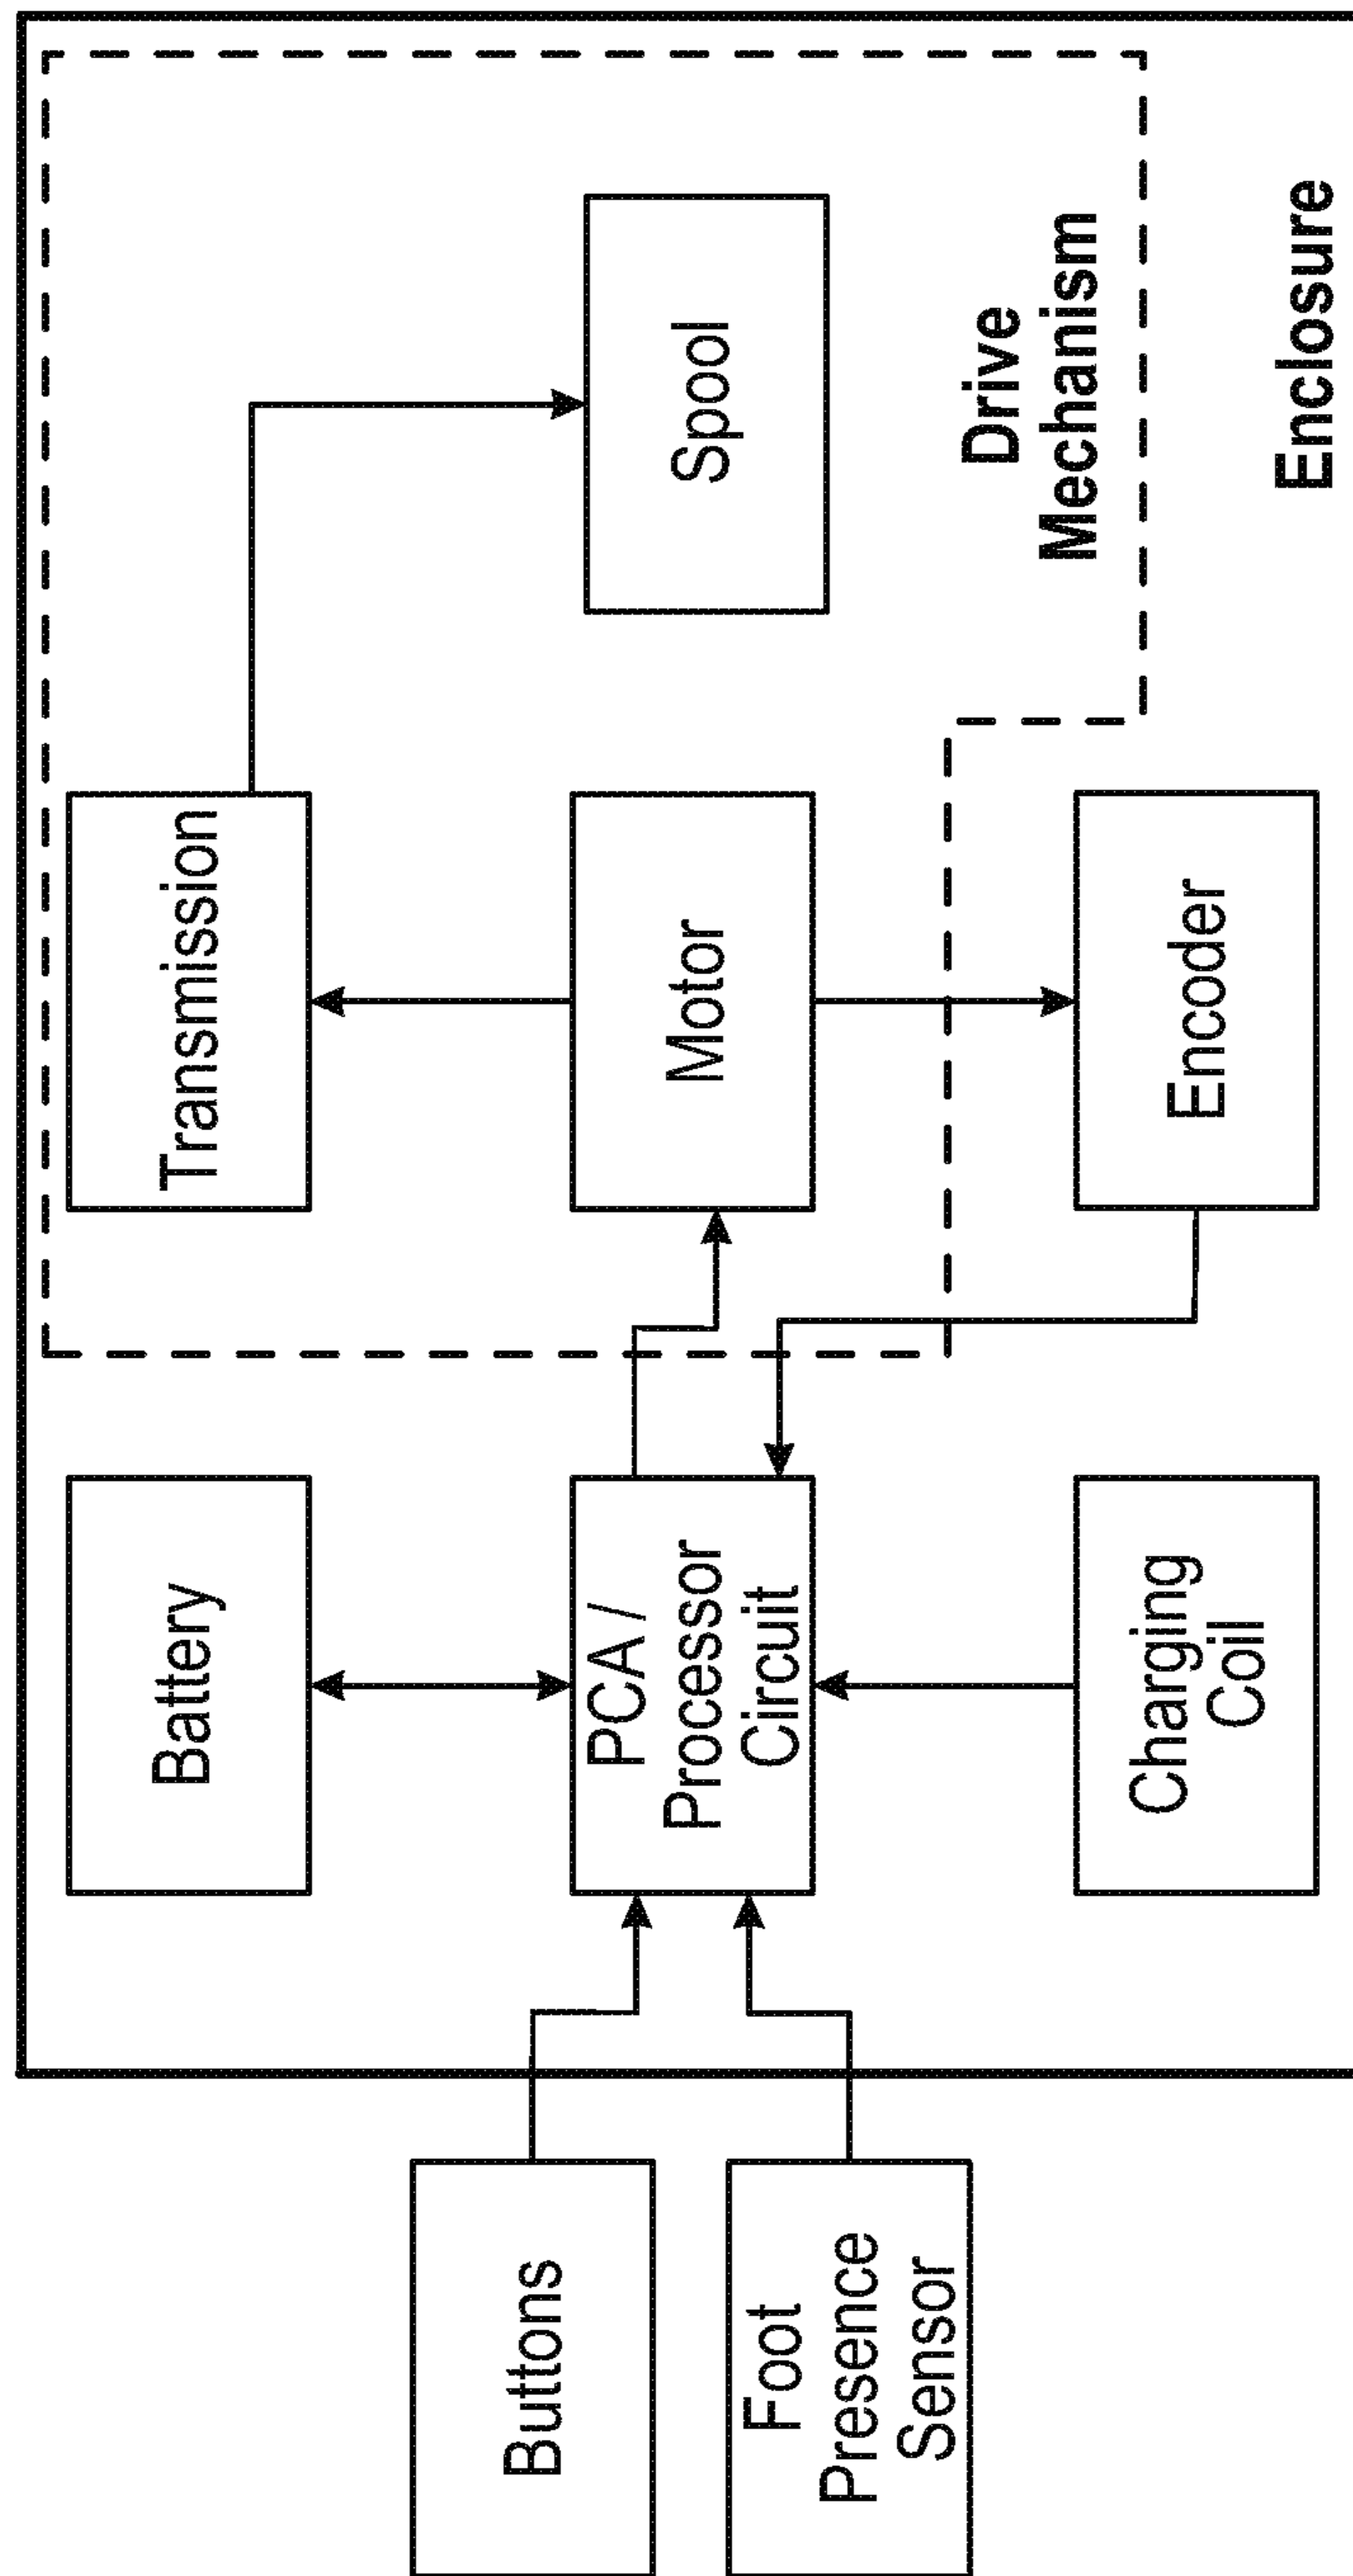 Battery
Transmission
Buttons
PCA /
Processor
Circuit
Motor
Spool
Foot
Presence
Sensor
Drive
Mechanism
Charging
Coil
Encoder
Enclosure